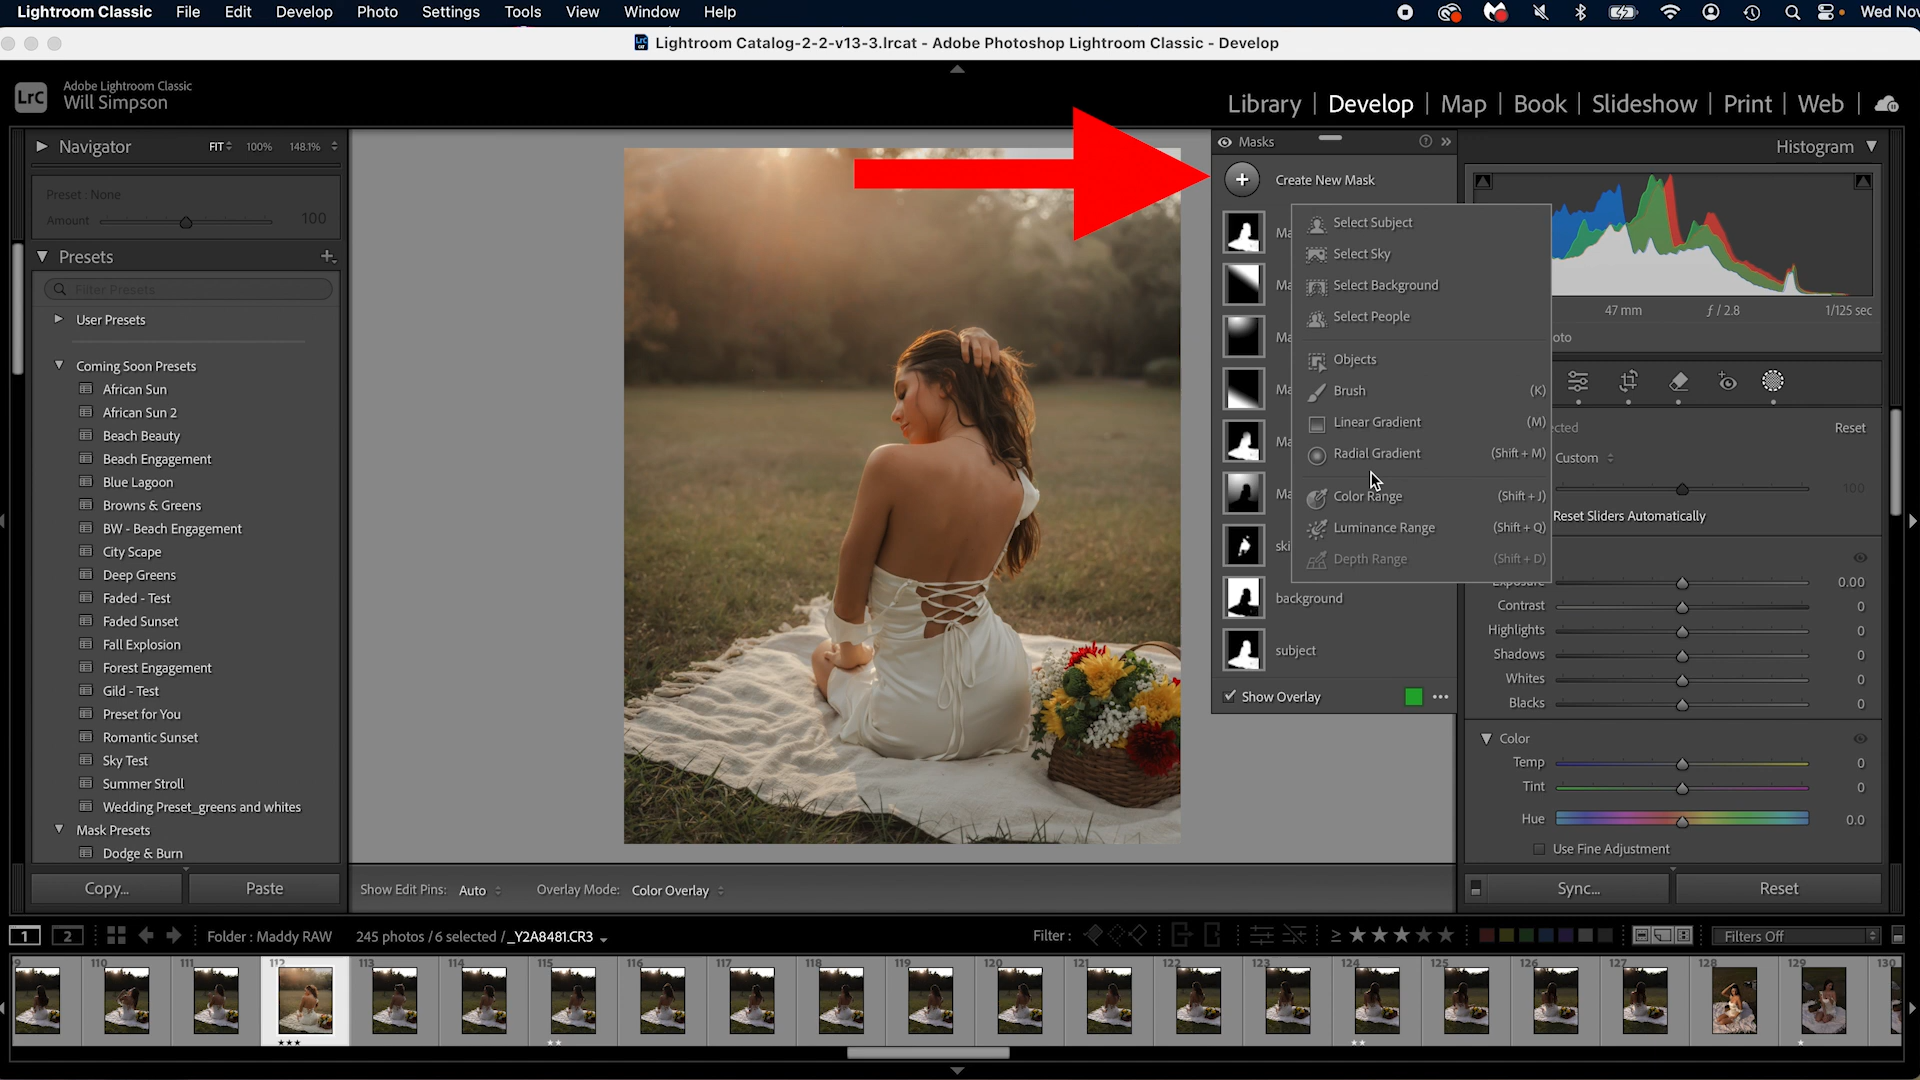 Lightroom Classic File Edit Develop Photo Settings Tools View Window Help Wed Nov
Lightroom Catalog-2-2-v13-3.lrcat - Adobe Photoshop Lightroom Classic - Develop
LrC Adobe Lightroom Classic
Will Simpson
Library | Develop | Map | Book | Slideshow | Print | Web
Navigator FIT 100% 148.1%
Preset : None
Amount 100
Presets
Filter Presets
User Presets
Coming Soon Presets
African Sun
African Sun 2
Beach Beauty
Beach Engagement
Blue Lagoon
Browns & Greens
BW - Beach Engagement
City Scape
Deep Greens
Faded - Test
Faded Sunset
Fall Explosion
Forest Engagement
Gild - Test
Preset for You
Romantic Sunset
Sky Test
Summer Stroll
Wedding Preset_greens and whites
Mask Presets
Dodge & Burn
Copy... Paste
Show Edit Pins: Auto Overlay Mode: Color Overlay
Masks
Create New Mask
Ma
Ma
Ma
Ma
Ma
Ma
ski
background
subject
Show Overlay
Select Subject
Select Sky
Select Background
Select People
Objects
Brush (K)
Linear Gradient (M)
Radial Gradient (Shift + M)
Color Range (Shift + J)
Luminance Range (Shift + Q)
Depth Range (Shift + D)
Histogram
47 mm ƒ / 2.8 1/125 sec
oto
cted Reset
Custom
100
Reset Sliders Automatically
Exposure 0.00
Contrast 0
Highlights 0
Shadows 0
Whites 0
Blacks 0
Color
Temp 0
Tint 0
Hue 0.0
Use Fine Adjustment
Sync... Reset
1 2 Folder : Maddy RAW 245 photos / 6 selected / _Y2A8481.CR3 Filter : ≥ Filters Off
9 110 111 112 113 114 115 116 117 118 119 120 121 122 123 124 125 126 127 128 129 130